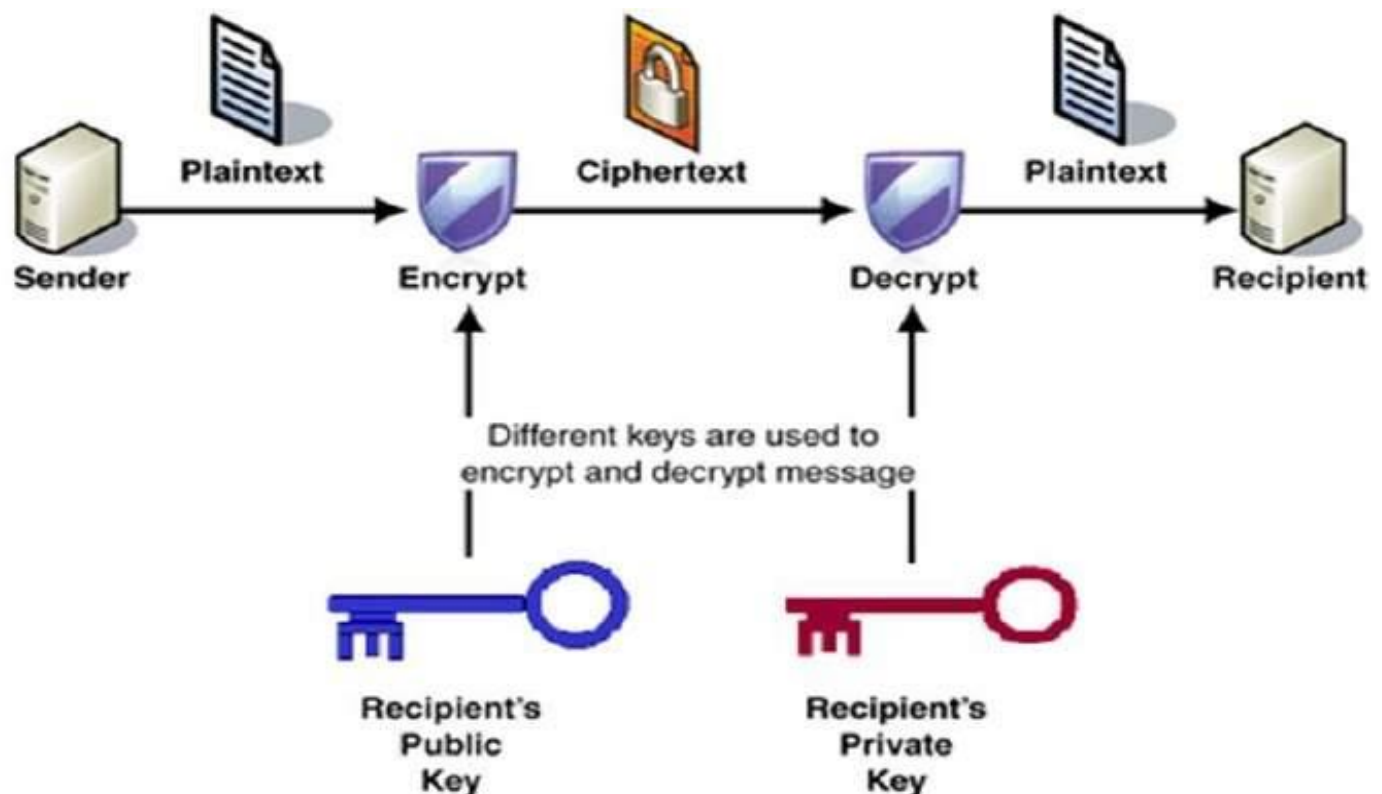 Plaintext
Ciphertext
Plaintext
Sender
Encrypt
Decrypt
Recipient
Different keys are used to
encrypt and decrypt message
Recipient's
Public
Key
Recipient's
Private
Key